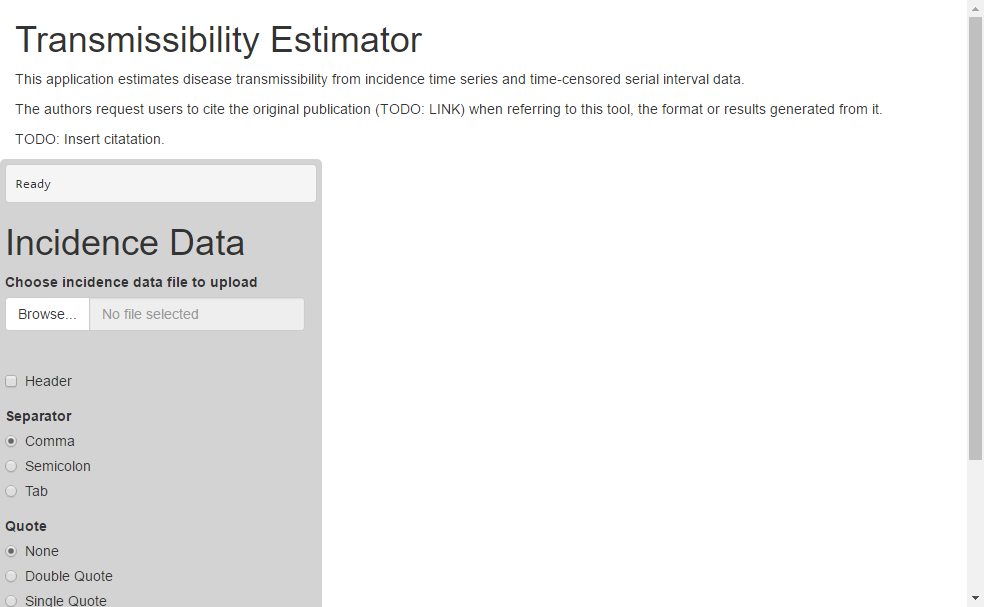 Transmissibility Estimator
This application estimates disease transmissibility from incidence time series and time-censored serial interval data.
The authors request users to cite the original publication (TODO: LINK) when referring to this tool, the format or results generated from it.
TODO: Insert citatation.
Ready
Incidence Data
Choose incidence data file to upload
Browse... No file selected
Header
Separator
Comma
Semicolon
Tab
Quote
None
Double Quote
Single Quote